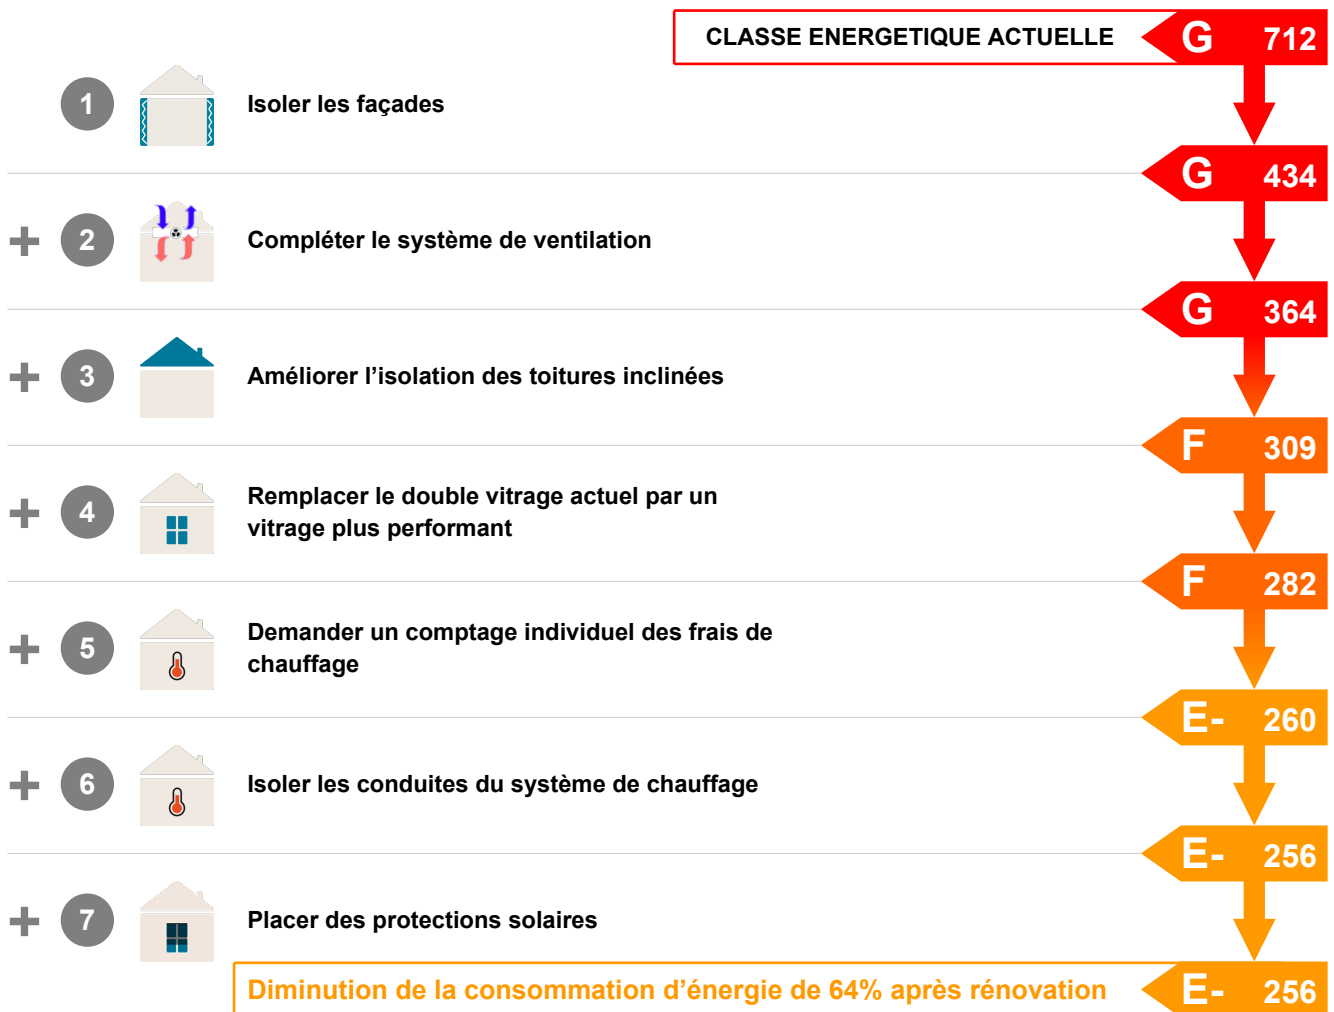 CLASSE ENERGETIQUE ACTUELLE G 712
1 Isoler les façades
G 434
+ 2 Compléter le système de ventilation
G 364
+ 3 Améliorer l’isolation des toitures inclinées
F 309
+ 4 Remplacer le double vitrage actuel par un
vitrage plus performant
F 282
+ 5 Demander un comptage individuel des frais de
chauffage
E- 260
+ 6 Isoler les conduites du système de chauffage
E- 256
+ 7 Placer des protections solaires
Diminution de la consommation d’énergie de 64% après rénovation E- 256